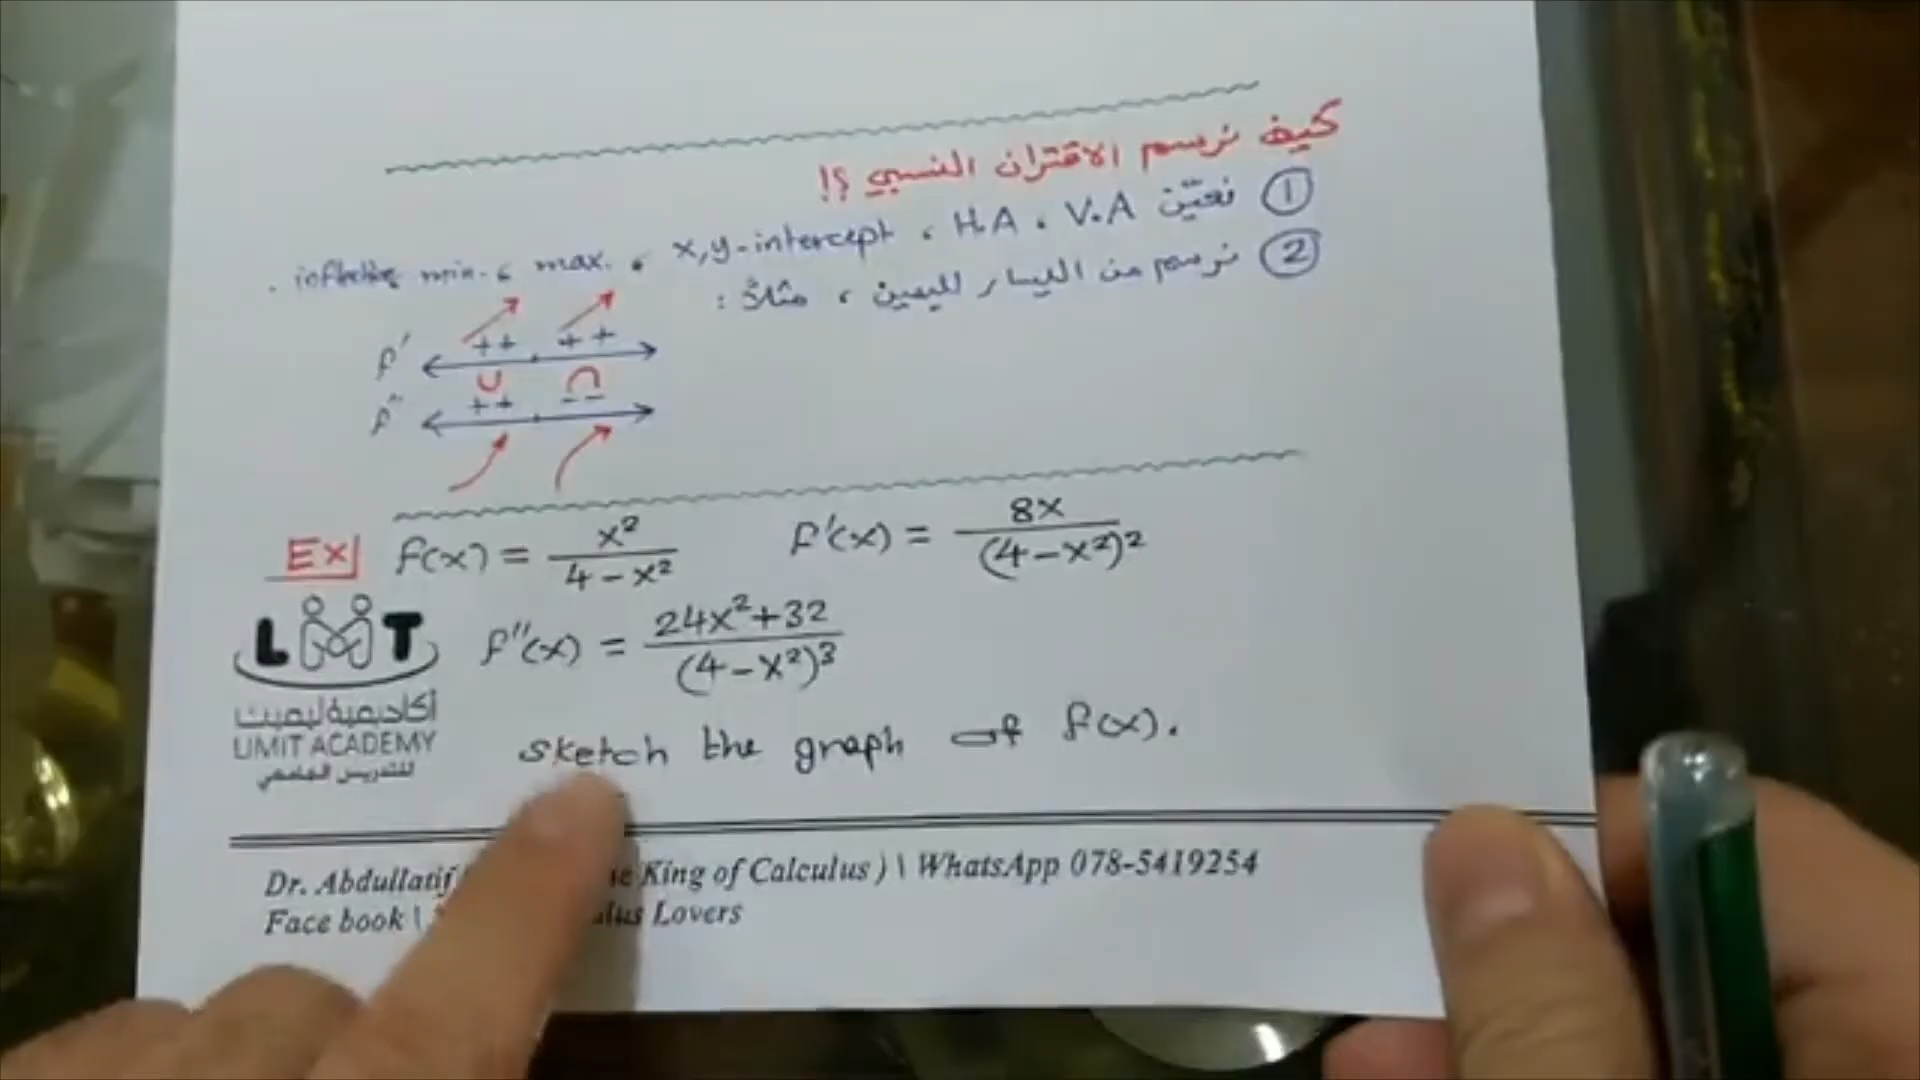 كيف نرسم الاقتران النسبي ؟!
① نعيّن V.A ، H.A ، x,y-intercept ، max. ، min. ،
② نرسم من اليسار لليمين ، مثلاً :
f' ++ ++
f'' ++ --
Ex f(x) = x²/(4-x²) f'(x) = 8x/(4-x²)²
f''(x) = (24x²+32)/(4-x²)³
LMT
أكاديمية ليميت
LIMIT ACADEMY
للتدريس الجامعي
sketch the graph of f(x).
Dr. Abdullatif King of Calculus ) \ WhatsApp 078-5419254
Face book \ Lovers